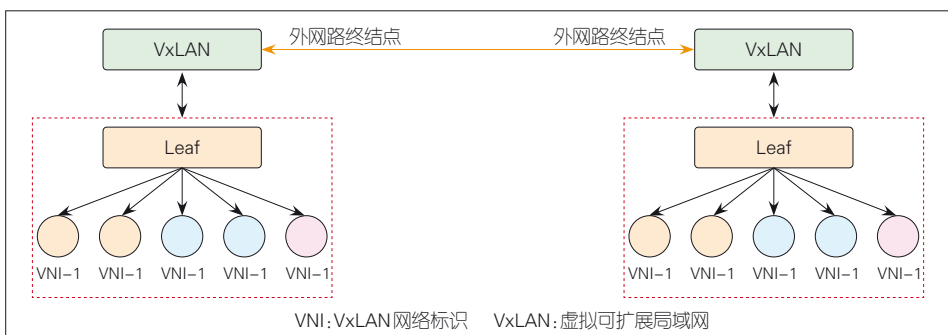 外网路终结点 外网路终结点
VxLAN VxLAN
Leaf Leaf
VNI-1 VNI-1 VNI-1 VNI-1 VNI-1 VNI-1 VNI-1 VNI-1 VNI-1 VNI-1
VNI:VxLAN网络标识 VxLAN:虚拟可扩展局域网